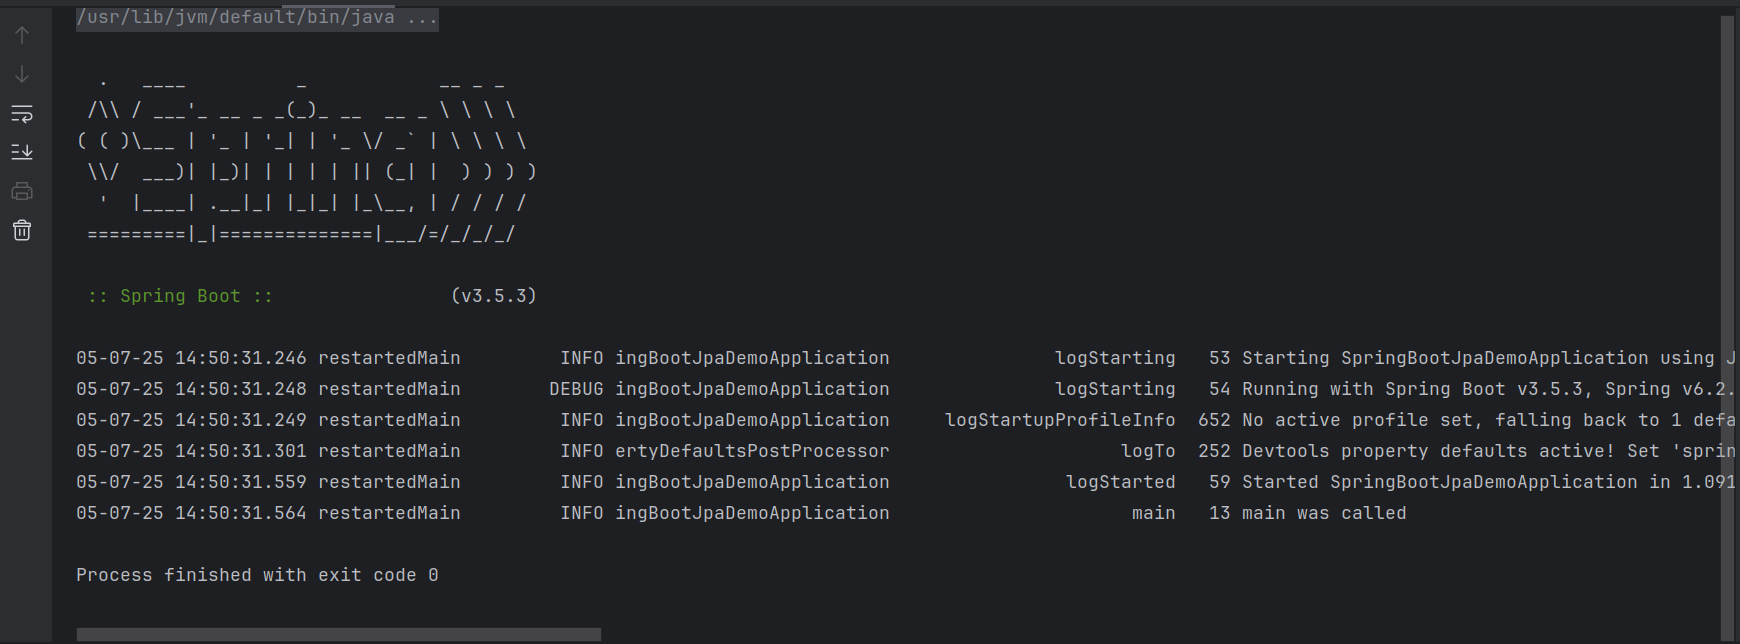 /usr/lib/jvm/default/bin/java ...
  .   ____          _            __ _ _
 /\\ / ___'_ __ _ _(_)_ __  __ _ \ \ \ \
( ( )\___ | '_ | '_| | '_ \/ _` | \ \ \ \
 \\/  ___)| |_)| | | | | || (_| |  ) ) ) )
  '  |____| .__|_| |_|_| |_\__, | / / / /
 =========|_|==============|___/=/_/_/_/
 :: Spring Boot ::                (v3.5.3)
05-07-25 14:50:31.246 restartedMain         INFO ingBootJpaDemoApplication               logStarting   53 Starting SpringBootJpaDemoApplication using J
05-07-25 14:50:31.248 restartedMain        DEBUG ingBootJpaDemoApplication               logStarting   54 Running with Spring Boot v3.5.3, Spring v6.2.
05-07-25 14:50:31.249 restartedMain         INFO ingBootJpaDemoApplication     logStartupProfileInfo  652 No active profile set, falling back to 1 defa
05-07-25 14:50:31.301 restartedMain         INFO ertyDefaultsPostProcessor                     logTo  252 Devtools property defaults active! Set 'sprin
05-07-25 14:50:31.559 restartedMain         INFO ingBootJpaDemoApplication                logStarted   59 Started SpringBootJpaDemoApplication in 1.091
05-07-25 14:50:31.564 restartedMain         INFO ingBootJpaDemoApplication                      main   13 main was called
Process finished with exit code 0